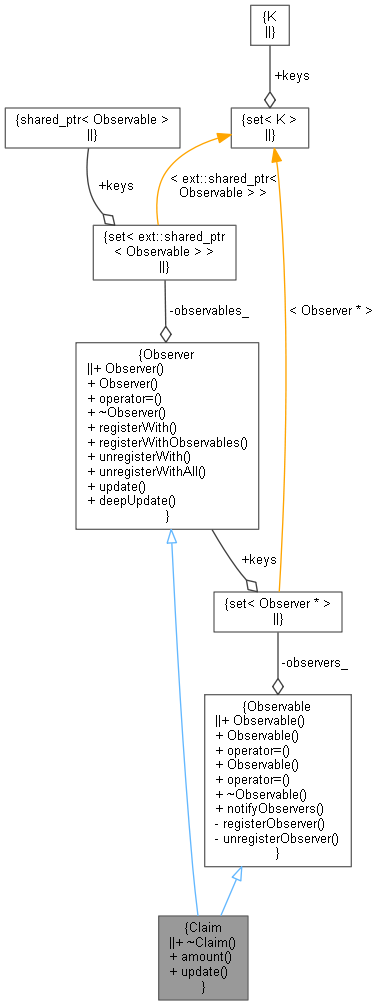 {K
||}
+keys
{shared_ptr< Observable >
||}
{set< K >
||}
+keys
< ext::shared_ptr<
Observable > >
{set< ext::shared_ptr
< Observable > >
||}
-observables_
< Observer * >
{Observer
||+ Observer()
+ Observer()
+ operator=()
+ ~Observer()
+ registerWith()
+ registerWithObservables()
+ unregisterWith()
+ unregisterWithAll()
+ update()
+ deepUpdate()
}
+keys
{set< Observer * >
||}
-observers_
{Observable
||+ Observable()
+ Observable()
+ operator=()
+ Observable()
+ operator=()
+ ~Observable()
+ notifyObservers()
- registerObserver()
- unregisterObserver()
}
{Claim
||+ ~Claim()
+ amount()
+ update()
}